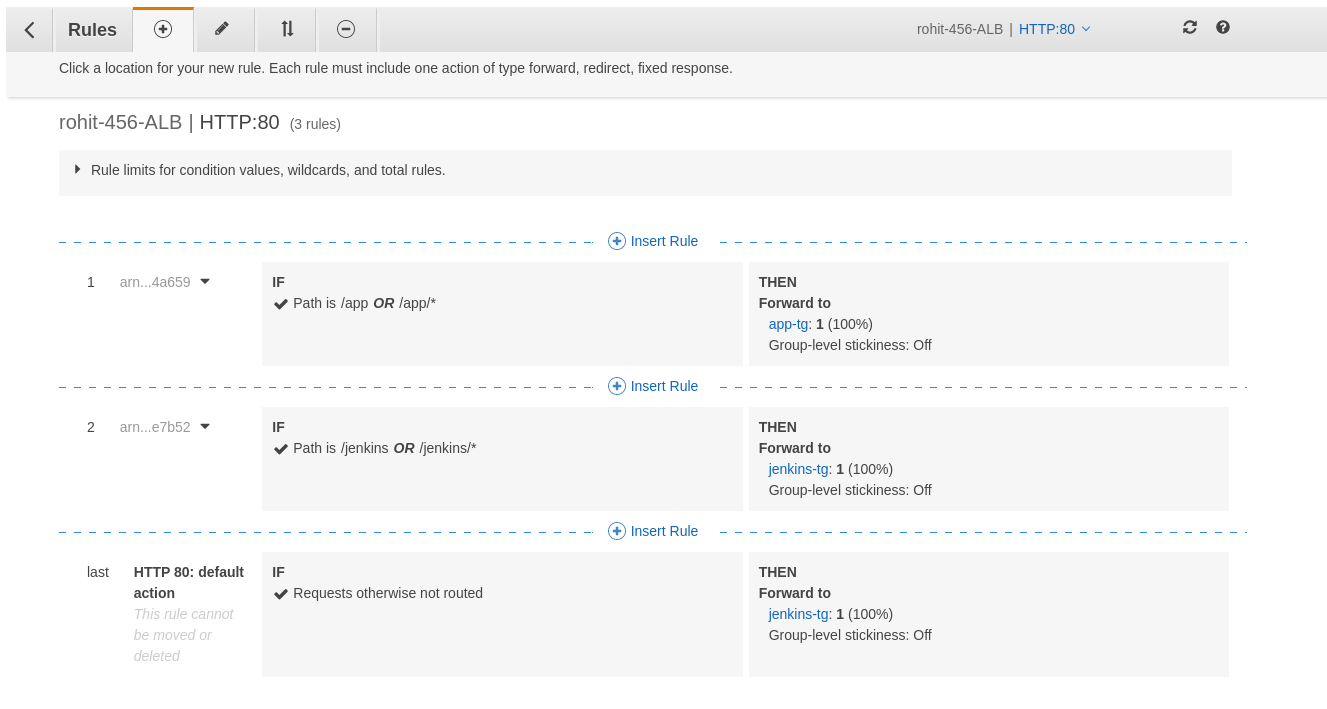 Rules
rohit-456-ALB | HTTP:80
Click a location for your new rule. Each rule must include one action of type forward, redirect, fixed response.
rohit-456-ALB | HTTP:80 (3 rules)
Rule limits for condition values, wildcards, and total rules.
Insert Rule
1 arn...4a659
IF
Path is /app OR /app/*
THEN
Forward to
app-tg: 1 (100%)
Group-level stickiness: Off
Insert Rule
2 arn...e7b52
IF
Path is /jenkins OR /jenkins/*
THEN
Forward to
jenkins-tg: 1 (100%)
Group-level stickiness: Off
Insert Rule
last
HTTP 80: default
action
This rule cannot
be moved or
deleted
IF
Requests otherwise not routed
THEN
Forward to
jenkins-tg: 1 (100%)
Group-level stickiness: Off